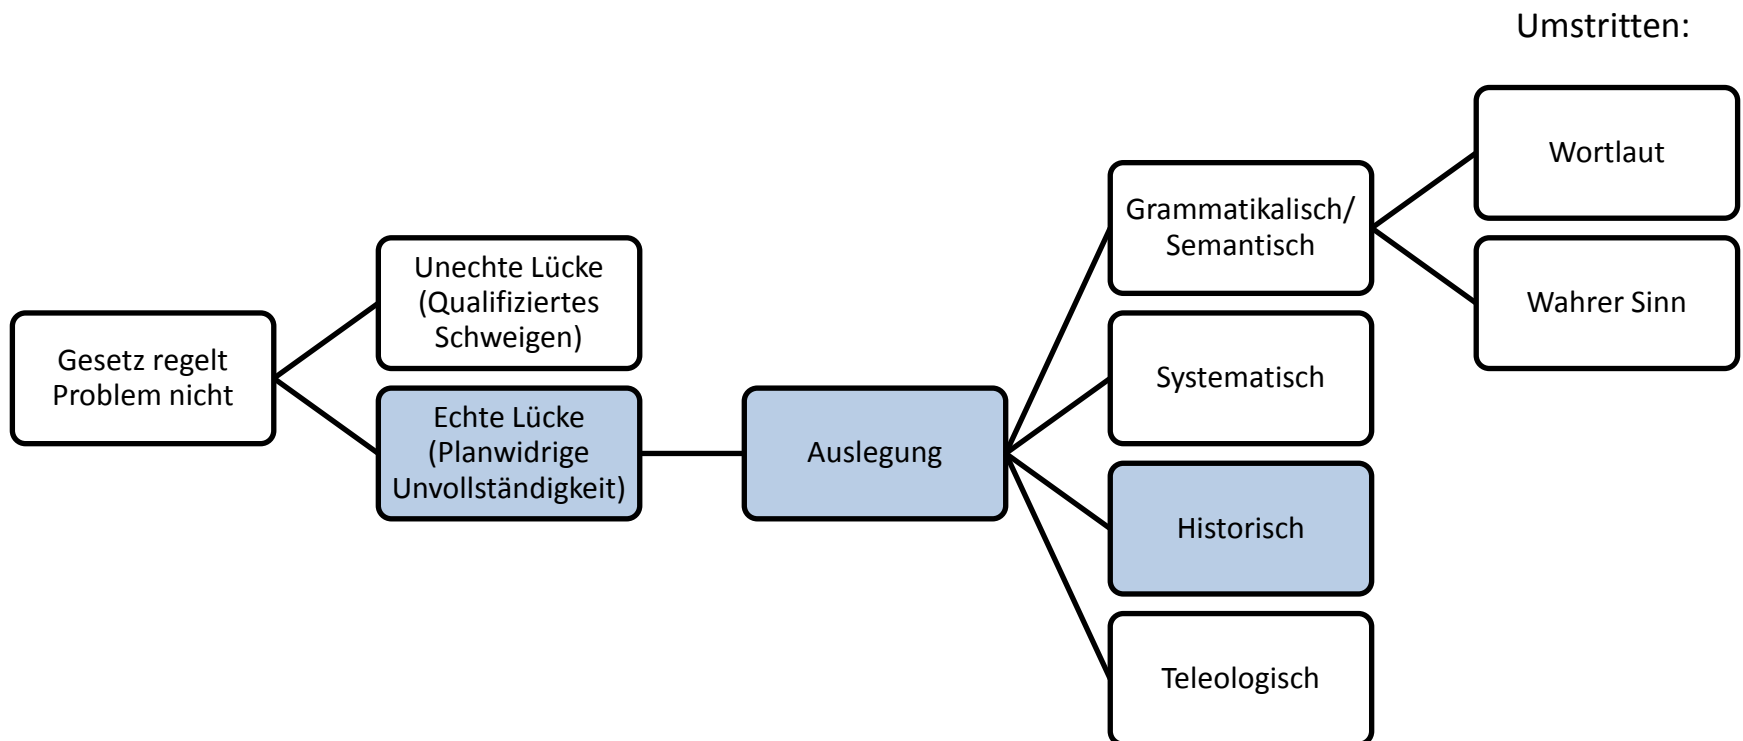 Umstritten:
Wortlaut
Grammatikalisch/
Semantisch
Unechte Lücke
(Qualifiziertes
Schweigen)
Wahrer Sinn
Gesetz regelt
Problem nicht
Systematisch
Echte Lücke
(Planwidrige
Unvollständigkeit)
Auslegung
Historisch
Teleologisch